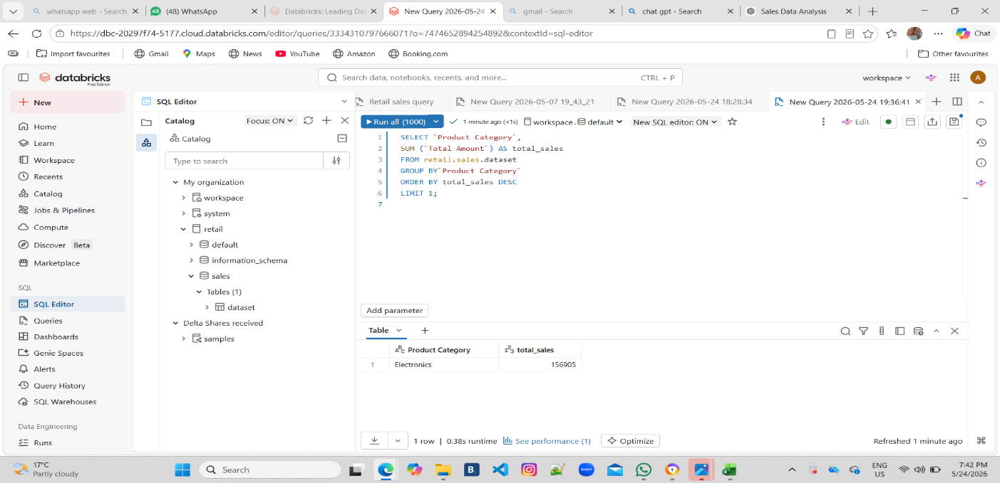 whatsapp web - Search
(48) WhatsApp
Databricks: Leading Dat
New Query 2026-05-24
gmail - Search
chat gpt - Search
Sales Data Analysis
https://dbc-20297f74-5177.cloud.databricks.com/editor/queries/3334310797666071?o=7474652894254892&contextId=sql-editor
Chat
Import favourites
Gmail
Maps
News
YouTube
Amazon
Booking.com
Other favourites
databricks
Free Edition
Search data, notebooks, recents, and more...
CTRL + P
workspace
A
New
Home
Learn
Workspace
Recents
Catalog
Jobs & Pipelines
Compute
Discover Beta
Marketplace
SQL
SQL Editor
Queries
Dashboards
Genie Spaces
Alerts
Query History
SQL Warehouses
Data Engineering
Runs
SQL Editor
Catalog
Focus: ON
Catalog
Type to search
My organization
workspace
system
retail
default
information_schema
sales
Tables (1)
dataset
Delta Shares received
samples
Retail sales query
New Query 2026-05-07 19_43_21
New Query 2026-05-24 18:28:34
New Query 2026-05-24 19:36:41
Run all (1000)
1 minute ago (<1s)
workspace.
default
New SQL editor: ON
Edit
1 SELECT `Product Category`,
2 SUM (`Total Amount`) AS total_sales
3 FROM retail.sales.dataset
4 GROUP BY`Product Category`
5 ORDER BY total_sales DESC
6 LIMIT 1;
7
Add parameter
Table
Product Category
total_sales
1 Electronics 156905
1 row | 0.38s runtime
See performance (1)
Optimize
Refreshed 1 minute ago
17°C
Partly cloudy
Search
B.
zoom
ENG
US
7:42 PM
5/24/2026